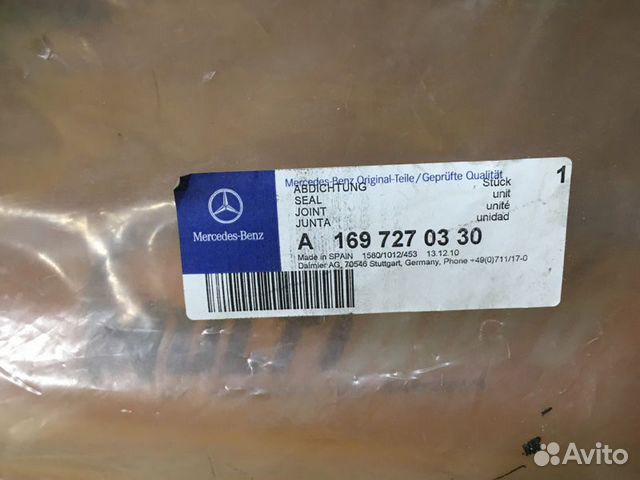 Mercedes-Benz Original-Teile/Geprüfte Qualität
ABDICHTUNG Stück 1
SEAL unit
JOINT unité
JUNTA unidad
Mercedes-Benz
A 169 727 03 30
Made in SPAIN 1580/1012/453 13.12.10
Daimler AG, 70546 Stuttgart, Germany, Phone +49(0)711/17-0
Avito